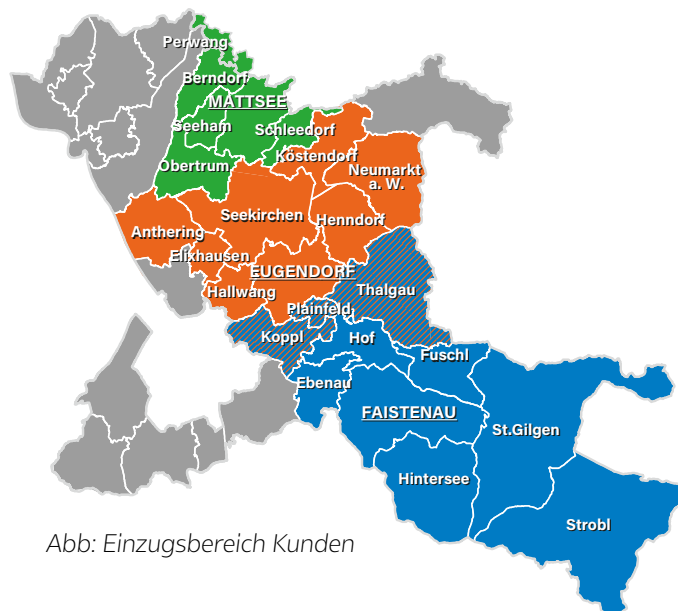 Perwang
Berndorf
MATTSEE
Seeham
Schleedorf
Obertrum
Köstendorf
Neumarkt
a. W.
Seekirchen
Henndorf
Anthering
Elixhausen
EUGENDORF
Hallwang
Thalgau
Plainfeld
Koppl
Hof
Fuschl
Ebenau
FAISTENAU
St.Gilgen
Hintersee
Strobl
Abb: Einzugsbereich Kunden